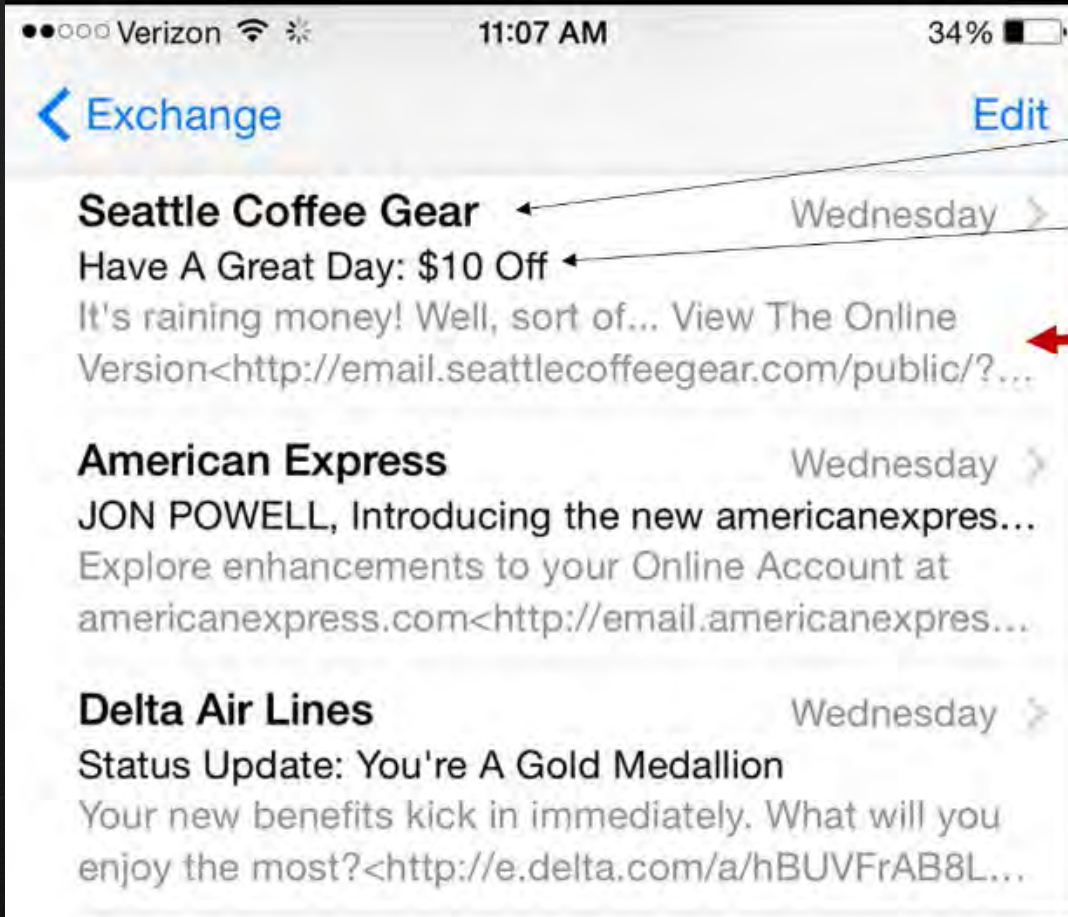 Verizon 11:07 AM 34%
Exchange Edit
Seattle Coffee Gear Wednesday
Have A Great Day: $10 Off
It's raining money! Well, sort of... View The Online
Version<http://email.seattlecoffeegear.com/public/?...
American Express Wednesday
JON POWELL, Introducing the new americanexpres...
Explore enhancements to your Online Account at
americanexpress.com<http://email.americanexpres...
Delta Air Lines Wednesday
Status Update: You're A Gold Medallion
Your new benefits kick in immediately. What will you
enjoy the most?<http://e.delta.com/a/hBUVFrAB8L...